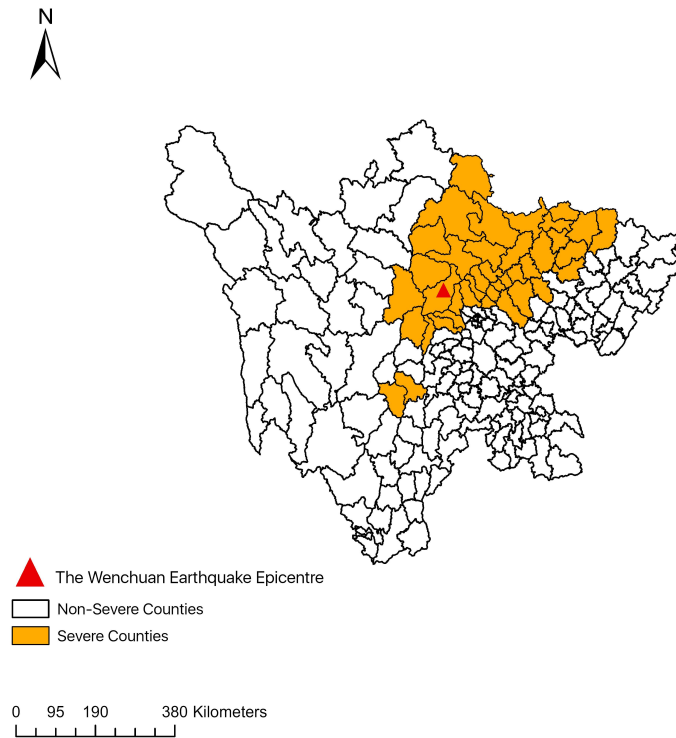 N
The Wenchuan Earthquake Epicentre
Non-Severe Counties
Severe Counties
0 95 190 380 Kilometers